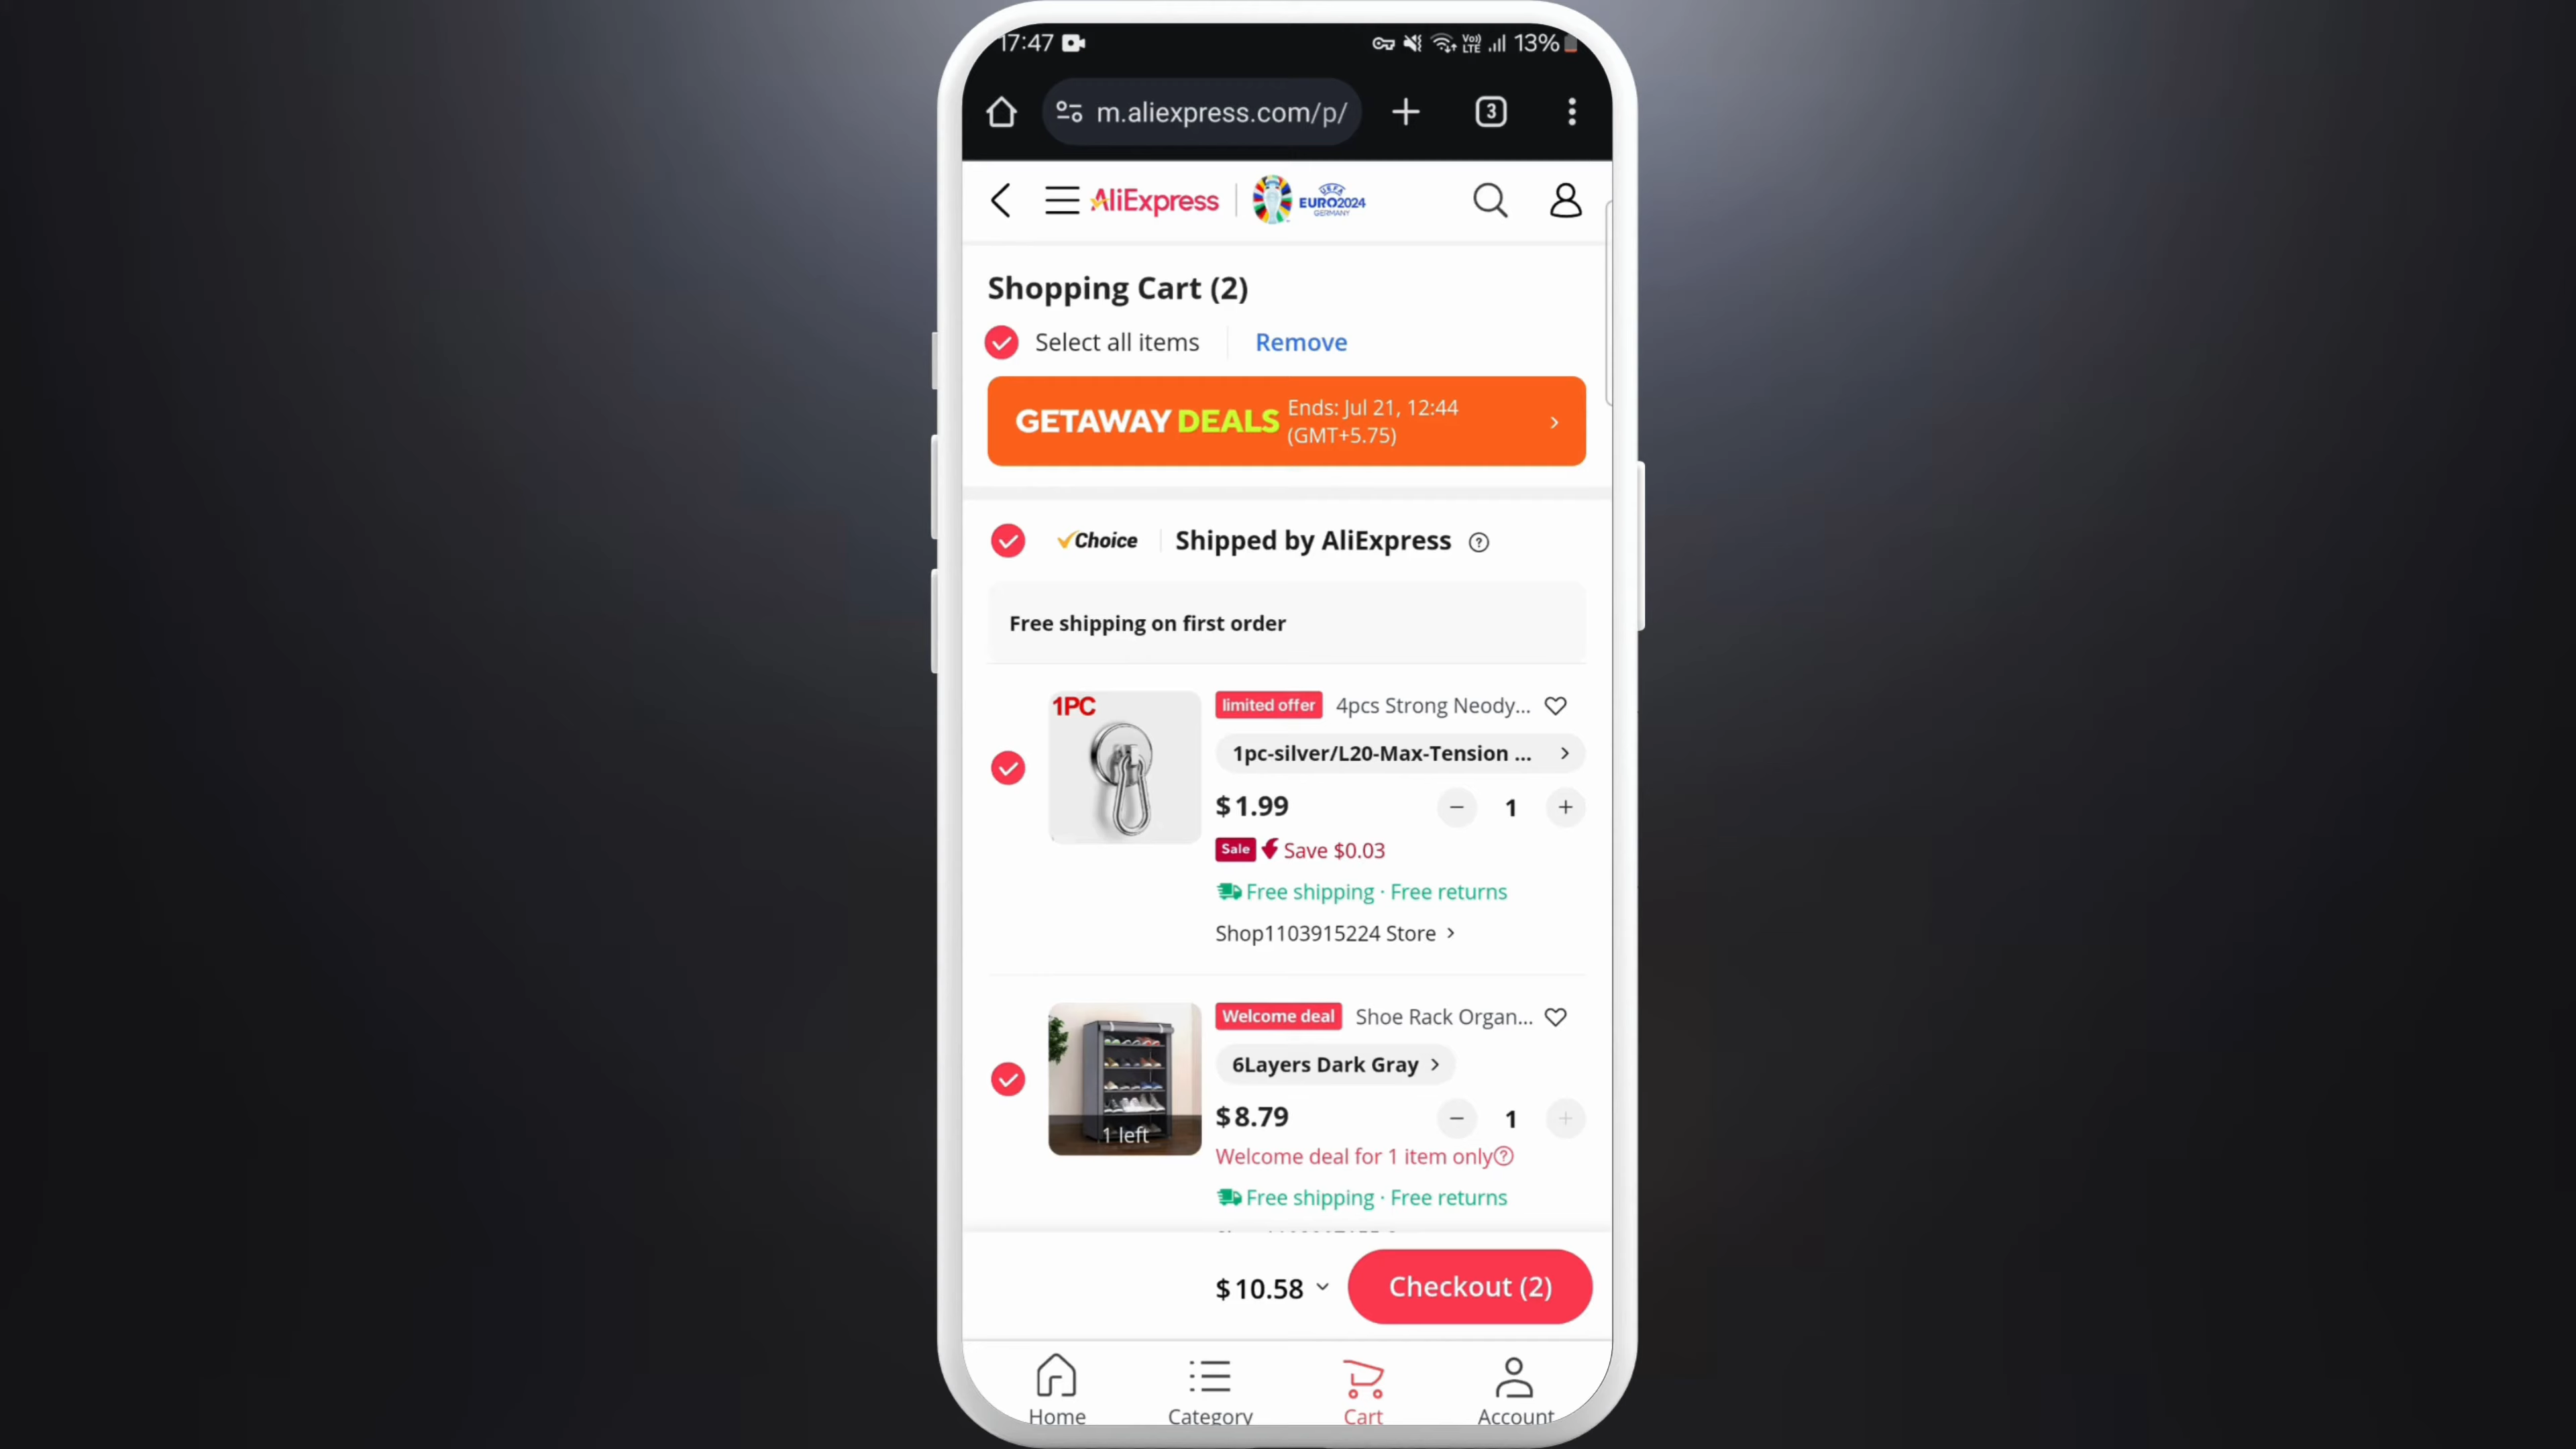 17:47 Vo) LTE 13%
m.aliexpress.com/p/ 3
AliExpress UEFA EURO2024 GERMANY
Shopping Cart (2)
Select all items Remove
GETAWAY DEALS Ends: Jul 21, 12:44
(GMT+5.75)
Choice Shipped by AliExpress
Free shipping on first order
1PC
limited offer 4pcs Strong Neody...
1pc-silver/L20-Max-Tension ...
$1.99 1
Sale Save $0.03
Free shipping · Free returns
Shop1103915224 Store
Welcome deal Shoe Rack Organ...
6Layers Dark Gray
$8.79 1
1 left
Welcome deal for 1 item only
Free shipping · Free returns
$10.58 Checkout (2)
Home Category Cart Account